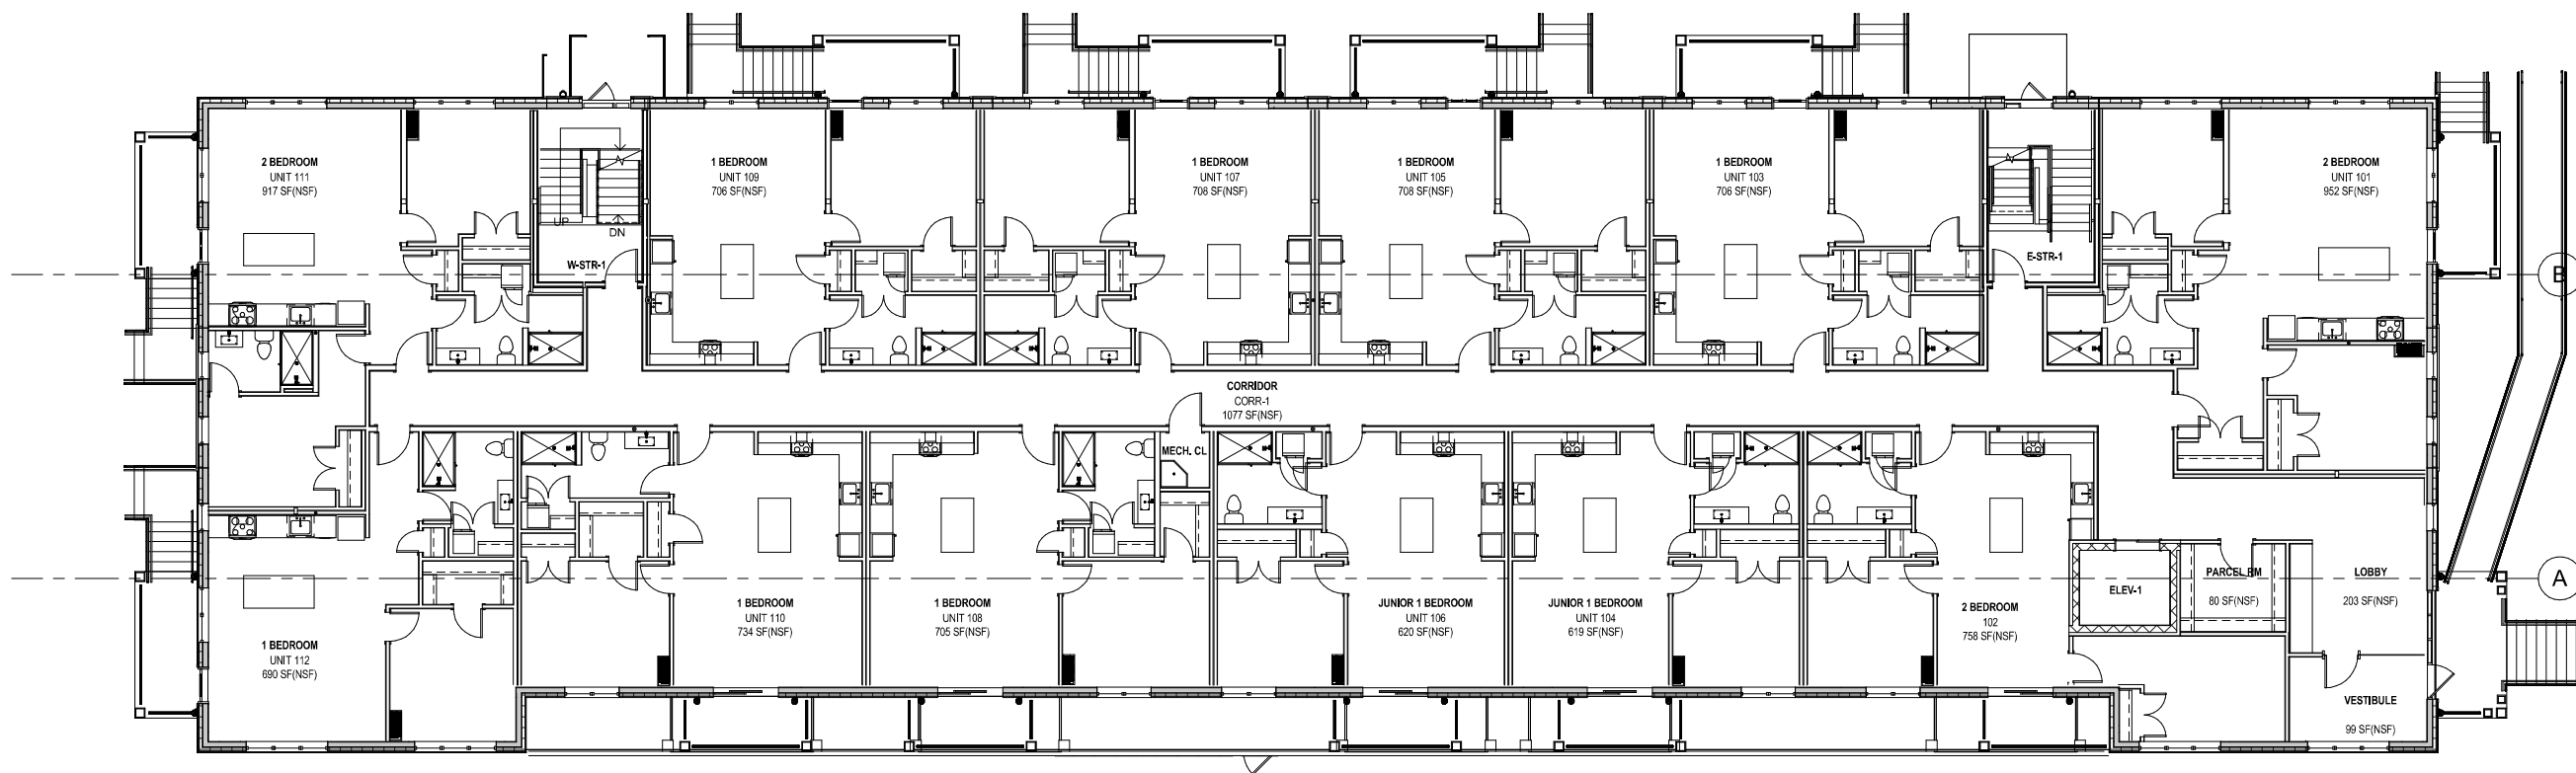 2 BEDROOM
UNIT 111
917 SF(NSF)
1 BEDROOM
UNIT 109
706 SF(NSF)
1 BEDROOM
UNIT 107
708 SF(NSF)
1 BEDROOM
UNIT 105
708 SF(NSF)
1 BEDROOM
UNIT 103
706 SF(NSF)
2 BEDROOM
UNIT 101
952 SF(NSF)
UP
DN
W-STR-1
E-STR-1
B
CORRIDOR
CORR-1
1077 SF(NSF)
MECH. CL
1 BEDROOM
UNIT 112
690 SF(NSF)
1 BEDROOM
UNIT 110
734 SF(NSF)
1 BEDROOM
UNIT 108
705 SF(NSF)
JUNIOR 1 BEDROOM
UNIT 106
620 SF(NSF)
JUNIOR 1 BEDROOM
UNIT 104
619 SF(NSF)
2 BEDROOM
102
758 SF(NSF)
ELEV-1
PARCEL RM
80 SF(NSF)
LOBBY
203 SF(NSF)
A
VESTIBULE
99 SF(NSF)